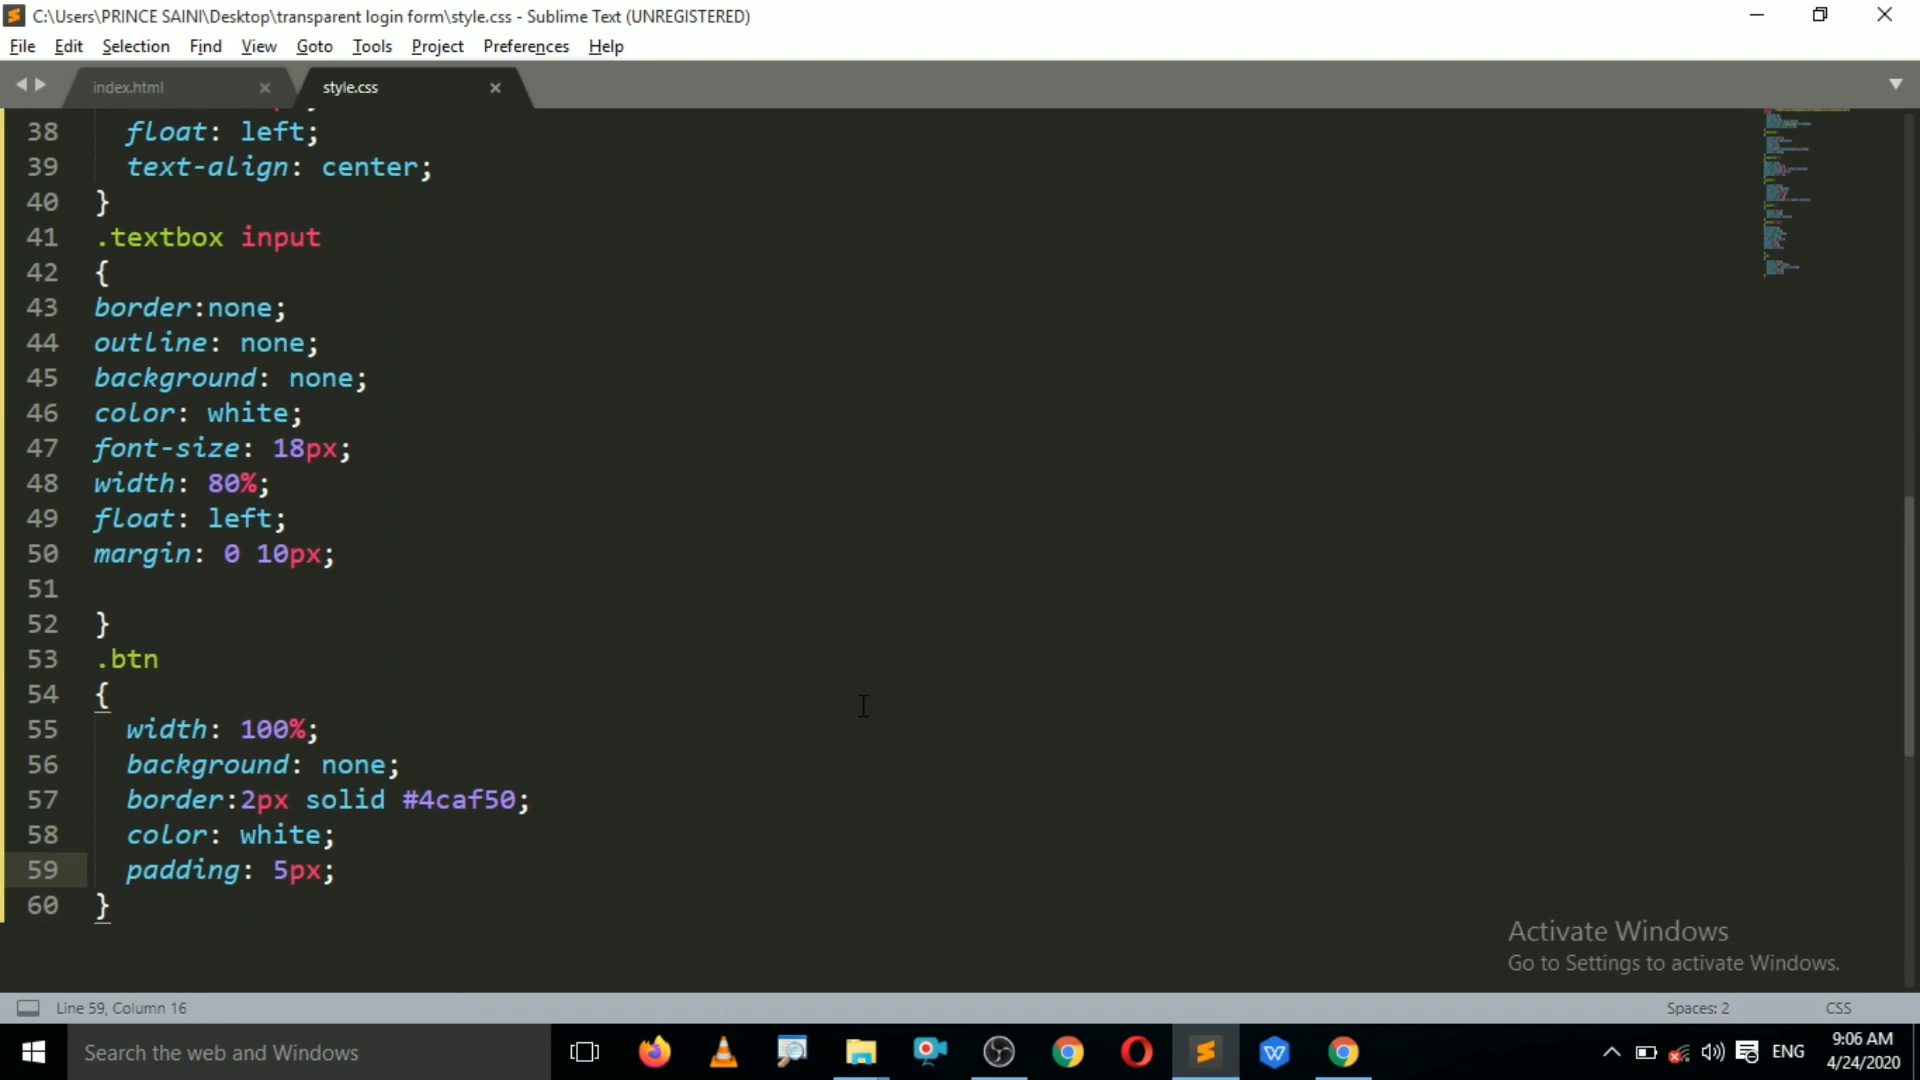 C:\Users\PRINCE SAINI\Desktop\transparent login form\style.css - Sublime Text (UNREGISTERED)
File Edit Selection Find View Goto Tools Project Preferences Help
index.html style.css
38 float: left;
39 text-align: center;
40 }
41 .textbox input
42 {
43 border:none;
44 outline: none;
45 background: none;
46 color: white;
47 font-size: 18px;
48 width: 80%;
49 float: left;
50 margin: 0 10px;
51
52 }
53 .btn
54 {
55 width: 100%;
56 background: none;
57 border:2px solid #4caf50;
58 color: white;
59 padding: 5px;
60 }
Activate Windows
Go to Settings to activate Windows.
Line 59, Column 16 Spaces: 2 CSS
Search the web and Windows ENG 9:06 AM
4/24/2020